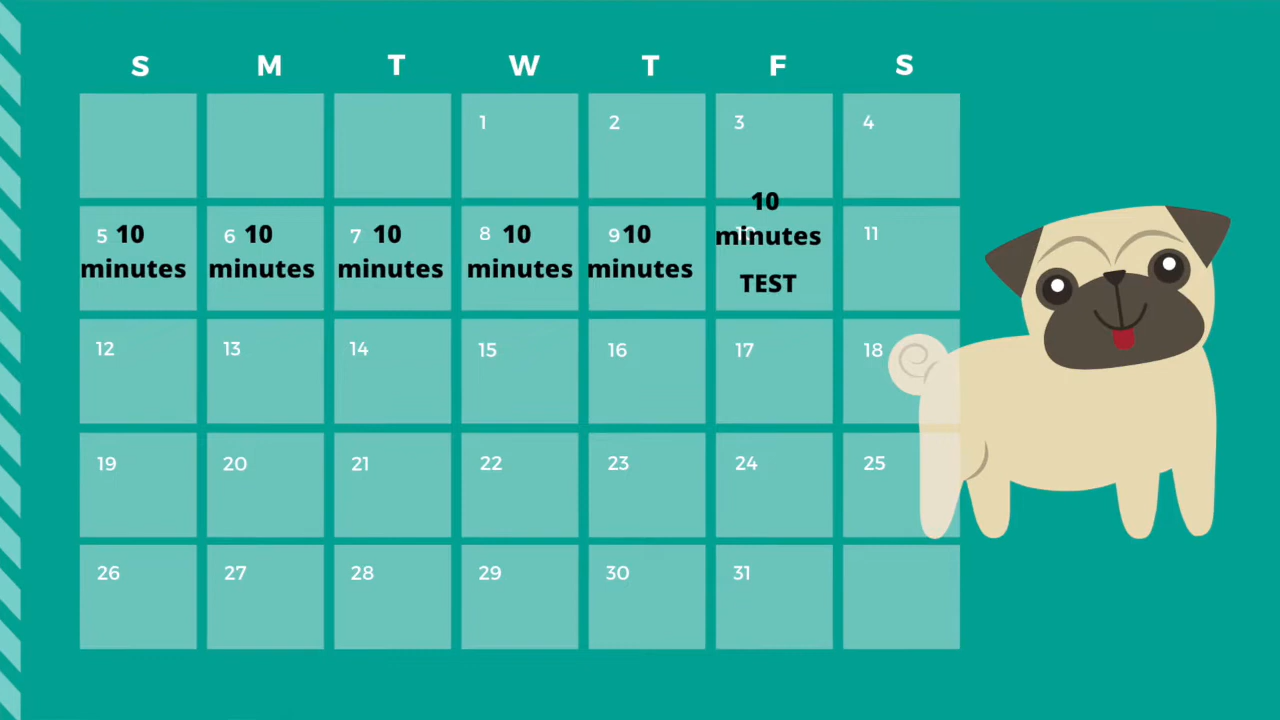 S M T W T F S
1 2 3 4
10
5 10 6 10 7 10 8 10 9 10 10 minutes 11
minutes minutes minutes minutes minutes TEST
12 13 14 15 16 17 18
19 20 21 22 23 24 25
26 27 28 29 30 31